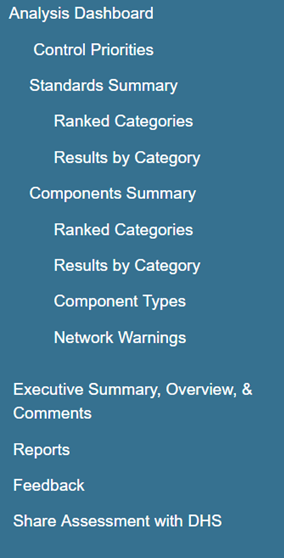 Analysis Dashboard
Control Priorities
Standards Summary
Ranked Categories
Results by Category
Components Summary
Ranked Categories
Results by Category
Component Types
Network Warnings
Executive Summary, Overview, &
Comments
Reports
Feedback
Share Assessment with DHS